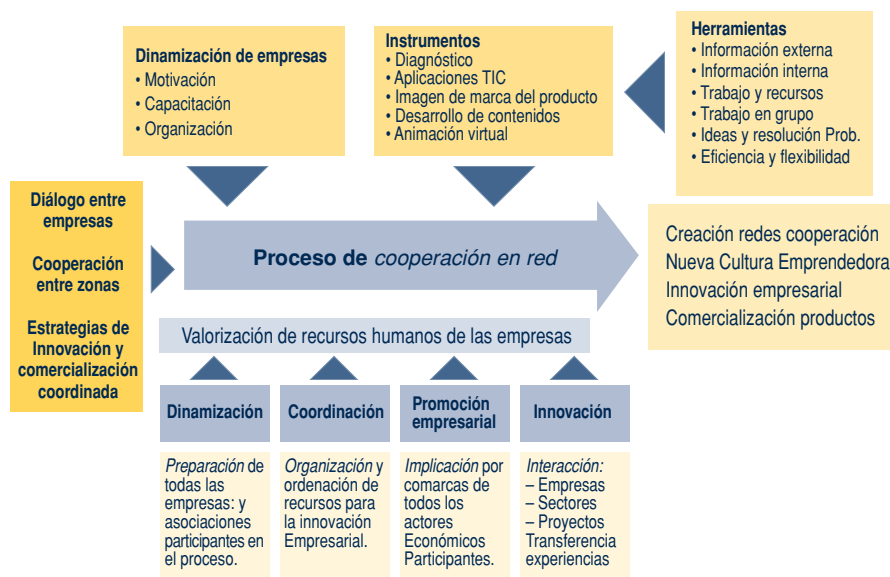 Dinamización de empresas
• Motivación
• Capacitación
• Organización
Instrumentos
• Diagnóstico
• Aplicaciones TIC
• Imagen de marca del producto
• Desarrollo de contenidos
• Animación virtual
Herramientas
• Información externa
• Información interna
• Trabajo y recursos
• Trabajo en grupo
• Ideas y resolución Prob.
• Eficiencia y flexibilidad
Diálogo entre
empresas
Cooperación
entre zonas
Estrategias de
Innovación y
comercialización
coordinada
Proceso de cooperación en red
Creación redes cooperación
Nueva Cultura Emprendedora
Innovación empresarial
Comercialización productos
Valorización de recursos humanos de las empresas
Dinamización
Coordinación
Promoción
empresarial
Innovación
Preparación de
todas las
empresas: y
asociaciones
participantes en
el proceso.
Organización y
ordenación de
recursos para
la innovación
Empresarial.
Implicación por
comarcas de
todos los
actores
Económicos
Participantes.
Interacción:
– Empresas
– Sectores
– Proyectos
Transferencia
experiencias